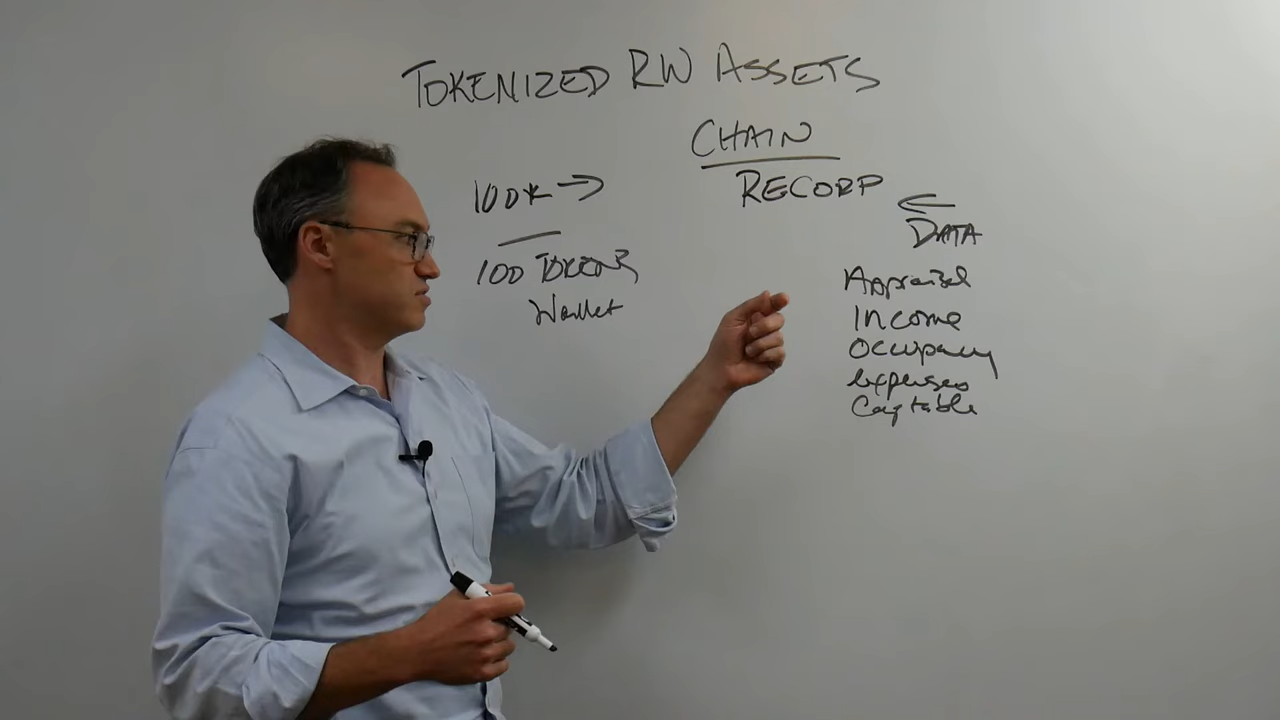 TOKENIZED RW ASSETS
CHAIN
RECORD
100K →
100 TOKENS
Wallet
←
DATA
Appraisal
Income
Occupancy
Expenses
Cap table